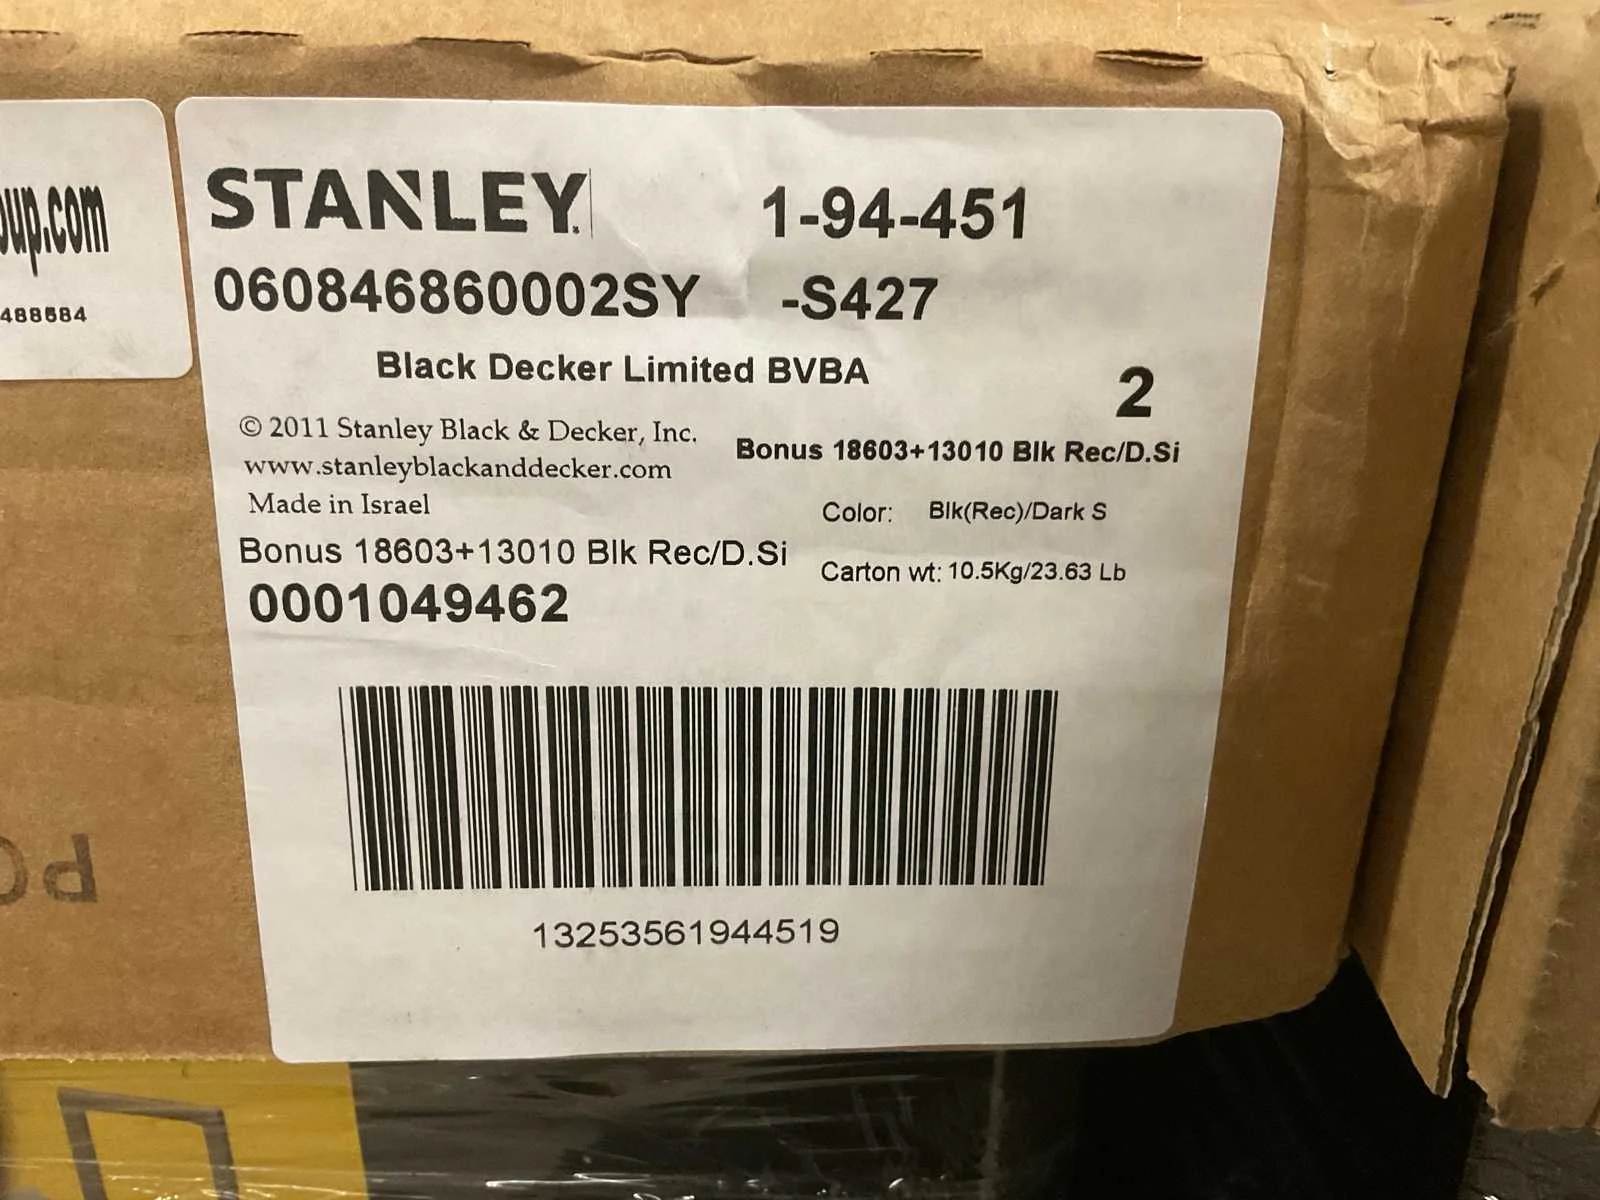 oup.com
488684
STANLEY.
1-94-451
060846860002SY -S427
Black Decker Limited BVBA
2
© 2011 Stanley Black & Decker, Inc.
www.stanleyblackanddecker.com
Made in Israel
Bonus 18603+13010 Blk Rec/D.Si
Color: Blk(Rec)/Dark S
Bonus 18603+13010 Blk Rec/D.Si
Carton wt: 10.5Kg/23.63 Lb
0001049462
13253561944519